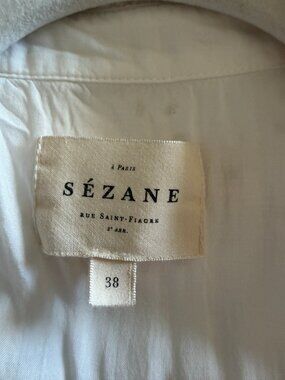 à PARIS
SÉZANE
RUE SAINT-FIACRE
2ᵉ ARR.
38